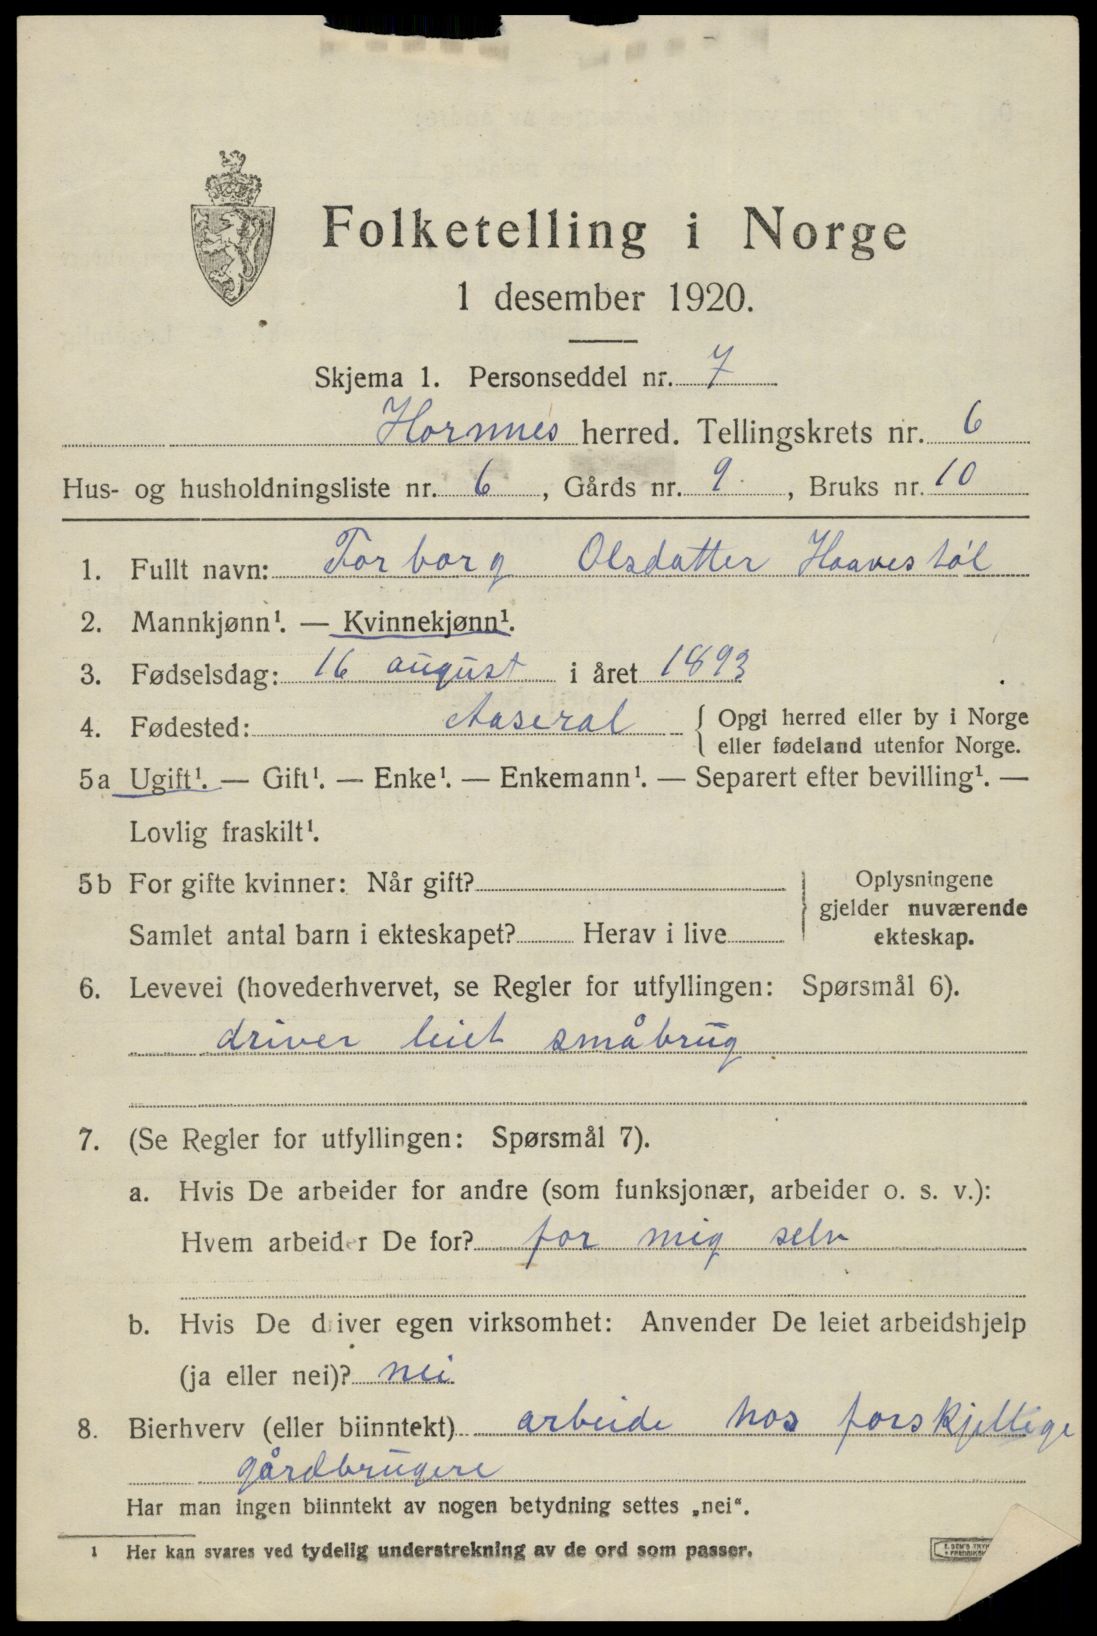 Folketelling i Norge
1 desember 1920.
Skjema 1. Personseddel nr. 7
Hornnes herred. Tellingskrets nr. 6
Hus- og husholdningsliste nr. 6, Gårds nr. 9, Bruks nr. 10
1. Fullt navn: Torborg Olsdatter Haavestøl
2. Mannkjønn¹. — Kvinnekjønn¹.
3. Fødselsdag: 16 august i året 1893
4. Fødested: Aaseral { Opgi herred eller by i Norge
eller fødeland utenfor Norge.
5a Ugift¹. — Gift¹. — Enke¹. — Enkemann¹. — Separert efter bevilling¹. —
Lovlig fraskilt¹.
5b For gifte kvinner: Når gift? } Oplysningene
gjelder nuværende
Samlet antal barn i ekteskapet? Herav i live ekteskap.
6. Levevei (hovederhvervet, se Regler for utfyllingen: Spørsmål 6).
driver leiet småbrug
7. (Se Regler for utfyllingen: Spørsmål 7).
a. Hvis De arbeider for andre (som funksjonær, arbeider o. s. v.):
Hvem arbeider De for? for mig selv
b. Hvis De driver egen virksomhet: Anvender De leiet arbeidshjelp
(ja eller nei)? nei
8. Bierhverv (eller biinntekt) arbeide hos forskjellige
gårdbrugere
Har man ingen biinntekt av nogen betydning settes „nei“.
¹ Her kan svares ved tydelig understrekning av de ord som passer.